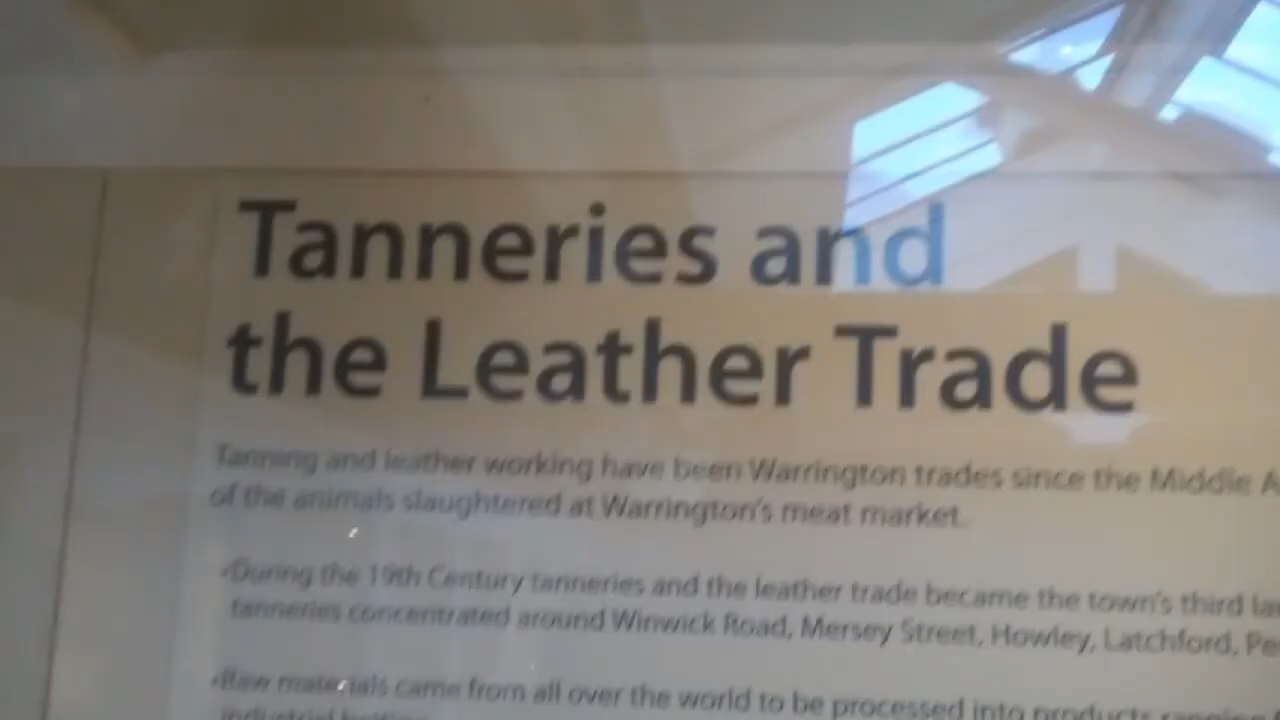 Tanneries and
the Leather Trade
Tanning and leather working have been Warrington trades since the Middle
of the animals slaughtered at Warrington's meat market.
•During the 19th Century tanneries and the leather trade became the town's third
tanneries concentrated around Winwick Road, Mersey Street, Howley, Latchford,
•Raw materials came from all over the world to be processed into products
industrial